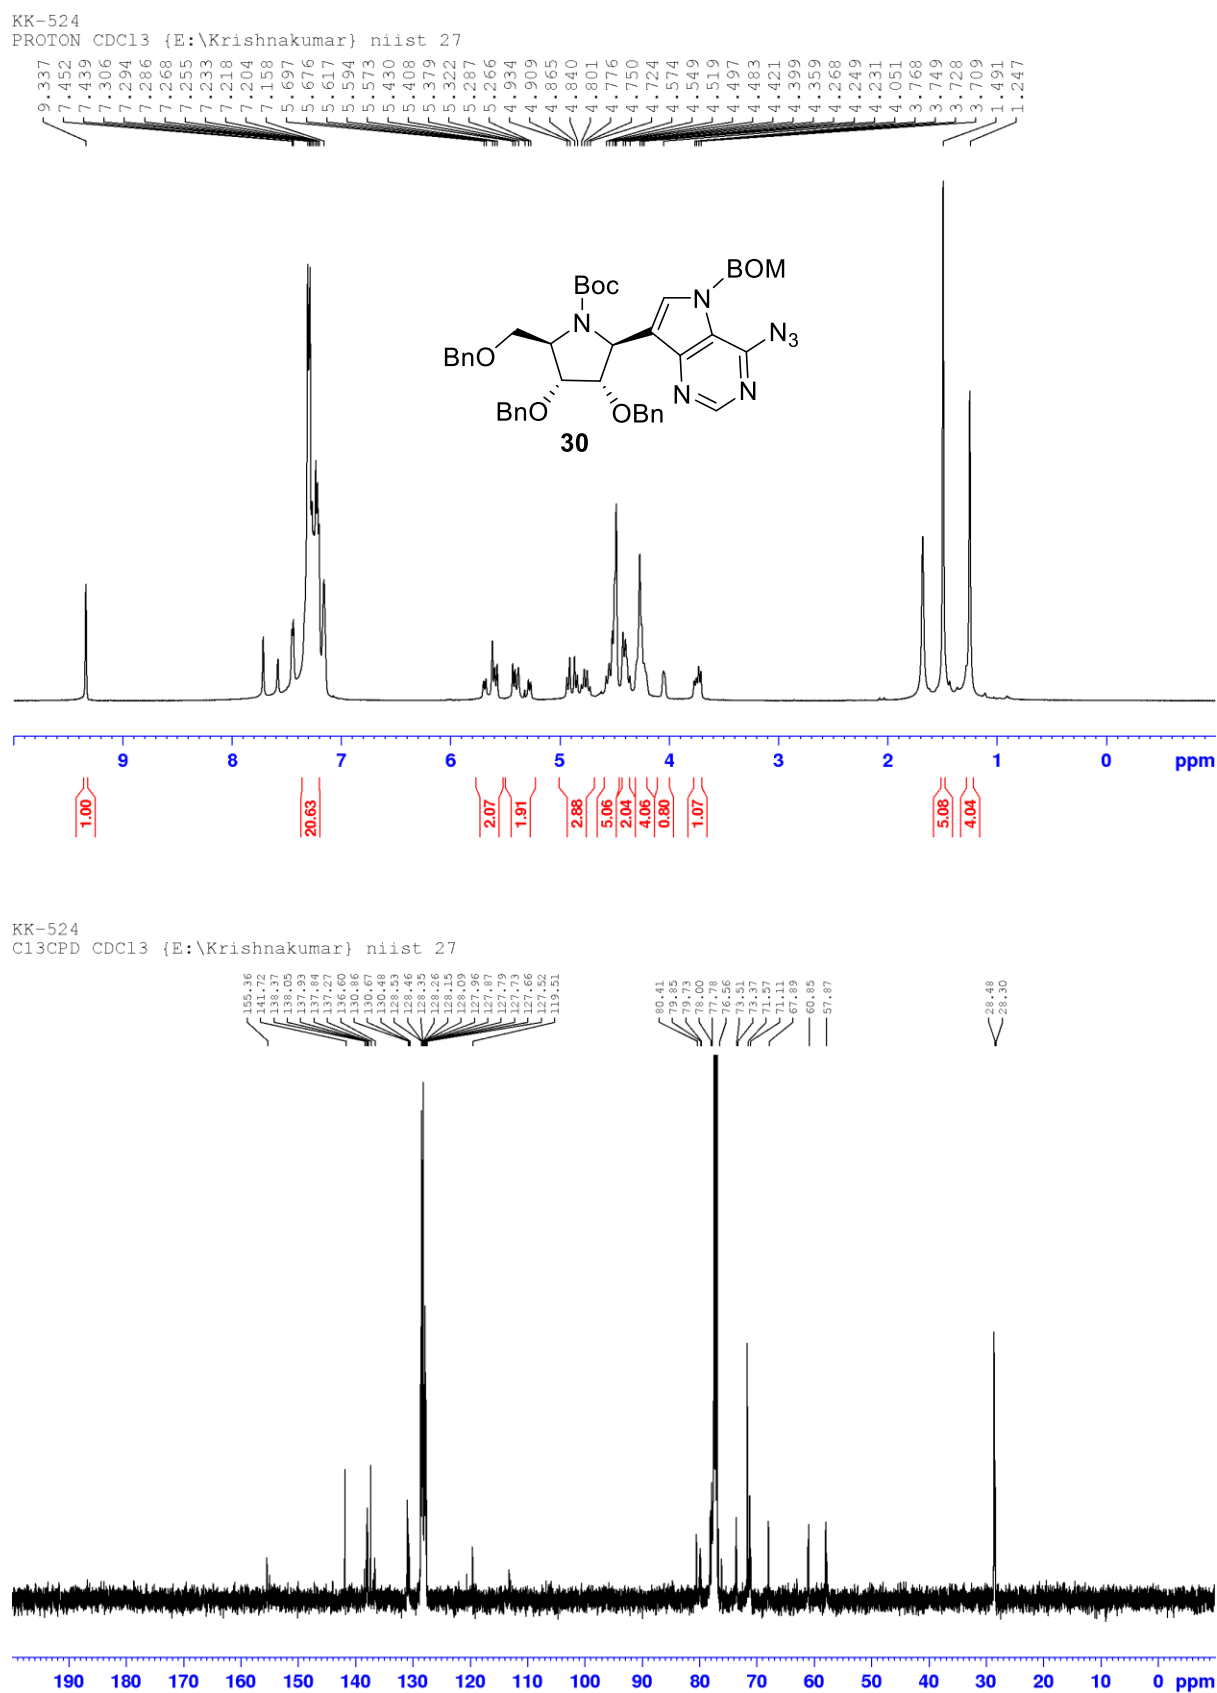 KK-524
PROTON CDCl3 {E:\Krishnakumar} niist 27
9.337 7.452 7.439 7.306 7.294 7.286 7.268 7.255 7.233 7.218 7.204 7.158 5.697 5.676 5.617 5.594 5.573 5.430 5.408 5.379 5.322 5.287 5.266 4.934 4.909 4.865 4.840 4.801 4.776 4.750 4.724 4.574 4.549 4.519 4.497 4.483 4.421 4.399 4.359 4.268 4.249 4.231 4.051 3.768 3.749 3.728 3.709 1.491 1.247
BOM
Boc
N
N
N3
BnO
N
N
BnO
OBn
30
9 8 7 6 5 4 3 2 1 0 ppm
1.00 20.63 2.07 1.91 2.88 5.06 2.04 4.06 0.80 1.07 5.08 4.04
KK-524
C13CPD CDCl3 {E:\Krishnakumar} niist 27
155.36 141.72 138.37 138.05 137.93 137.84 137.27 136.60 130.86 130.67 130.48 128.53 128.46 128.35 128.26 128.15 128.09 127.96 127.87 127.79 127.73 127.66 127.52 119.51 80.41 79.85 79.73 78.00 77.78 76.56 73.51 73.37 71.57 71.11 67.89 60.85 57.87 28.48 28.30
190 180 170 160 150 140 130 120 110 100 90 80 70 60 50 40 30 20 10 0 ppm